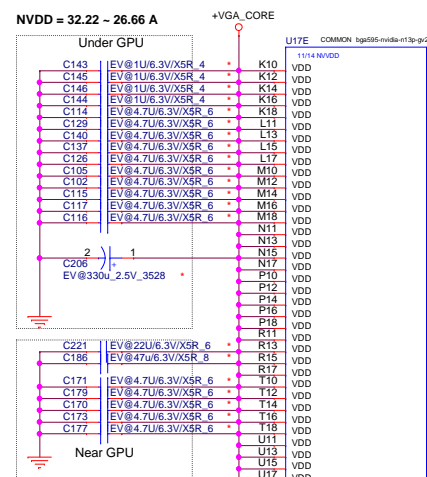 NVDD = 32.22 ~ 26.66 A
+VGA_CORE
Under GPU
U17E COMMON bga595-nvidia-n13p-gv2
11/14 NVVDD
C143 EV@1U/6.3V/X5R_4 * K10 VDD
C145 EV@1U/6.3V/X5R_4 * K12 VDD
C146 EV@1U/6.3V/X5R_4 * K14 VDD
C144 EV@1U/6.3V/X5R_4 * K16 VDD
C114 EV@4.7U/6.3V/X5R_6 * K18 VDD
C129 EV@4.7U/6.3V/X5R_6 * L11 VDD
C140 EV@4.7U/6.3V/X5R_6 * L13 VDD
C137 EV@4.7U/6.3V/X5R_6 * L15 VDD
C126 EV@4.7U/6.3V/X5R_6 * L17 VDD
C105 EV@4.7U/6.3V/X5R_6 * M10 VDD
C102 EV@4.7U/6.3V/X5R_6 * M12 VDD
C115 EV@4.7U/6.3V/X5R_6 * M14 VDD
C117 EV@4.7U/6.3V/X5R_6 * M16 VDD
C116 EV@4.7U/6.3V/X5R_6 * M18 VDD
N11 VDD
N13 VDD
2 1 N15 VDD
C206 + N17 VDD
EV@330u_2.5V_3528 * P10 VDD
P12 VDD
P14 VDD
P16 VDD
P18 VDD
R11 VDD
C221 EV@22U/6.3V/X5R_6 * R13 VDD
C186 EV@47u/6.3V/X5R_8 * R15 VDD
R17 VDD
C171 EV@4.7U/6.3V/X5R_6 * T10 VDD
C179 EV@4.7U/6.3V/X5R_6 * T12 VDD
C170 EV@4.7U/6.3V/X5R_6 * T14 VDD
C173 EV@4.7U/6.3V/X5R_6 * T16 VDD
C177 EV@4.7U/6.3V/X5R_6 * T18 VDD
U11 VDD
Near GPU U13 VDD
U15 VDD
U17 VDD